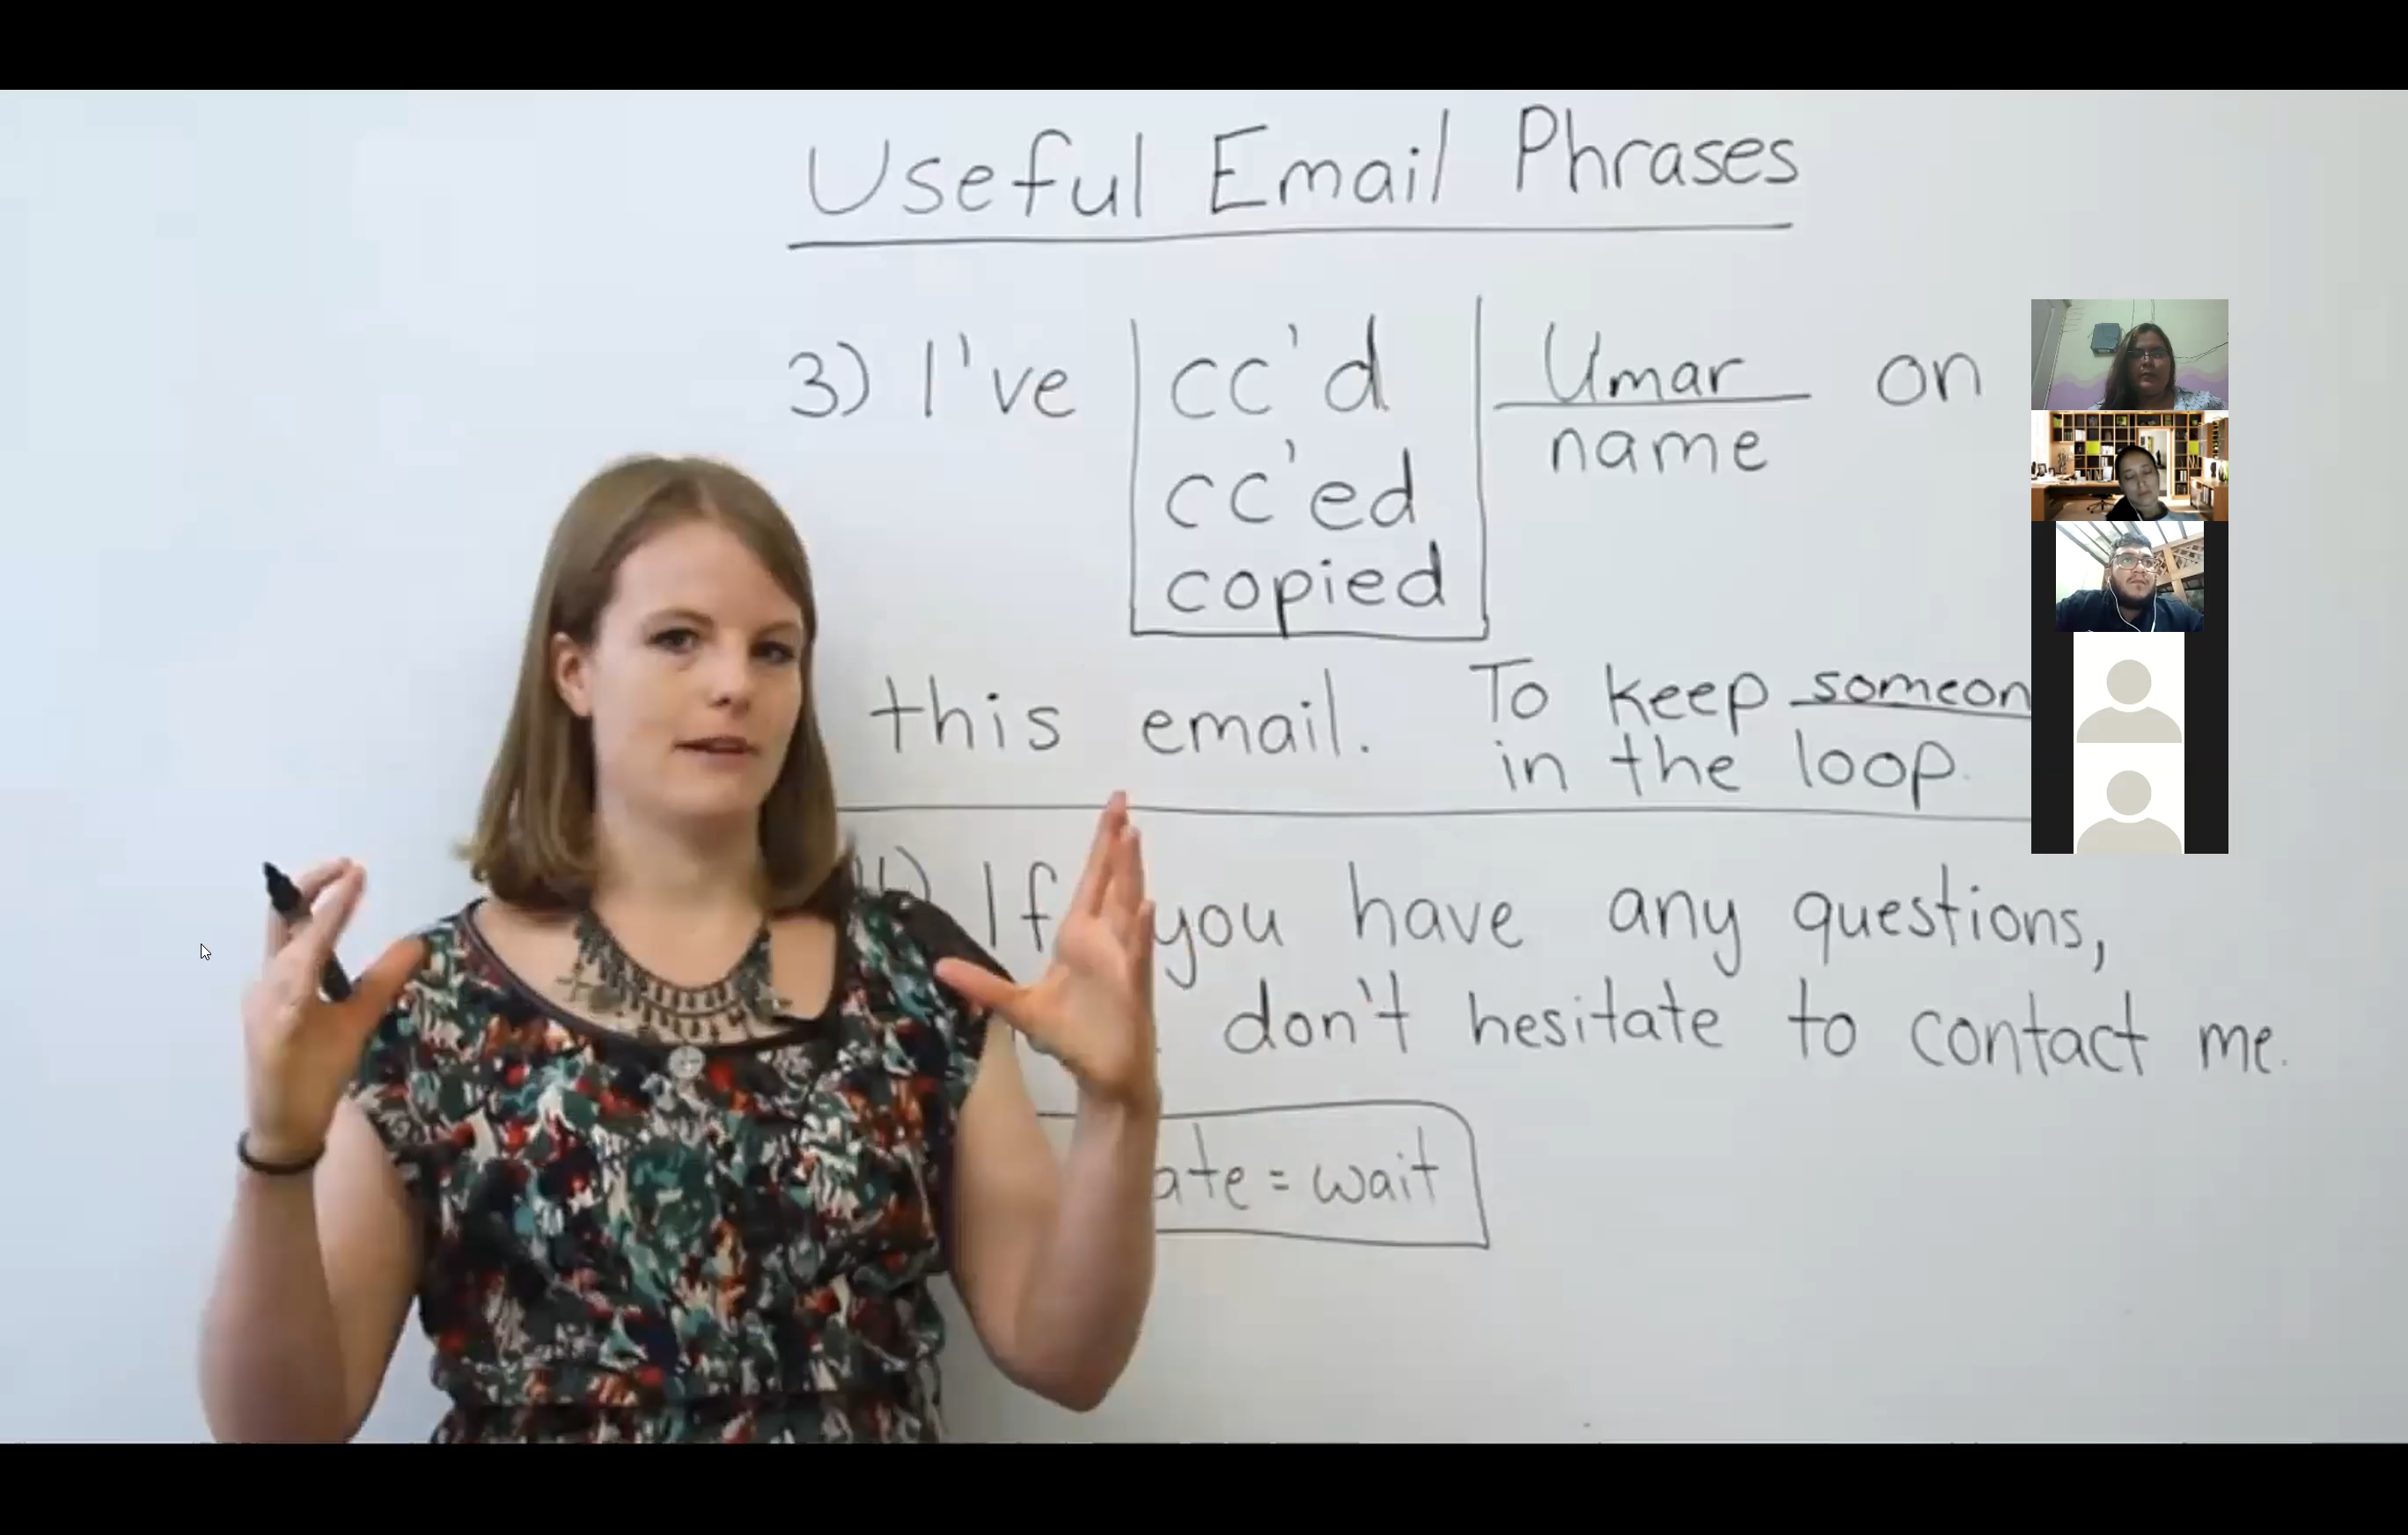 Useful Email Phrases
3) I've cc'd Umar on
cc'ed name
copied
this email. To keep someon
in the loop.
4) If you have any questions,
don't hesitate to contact me.
ate = wait